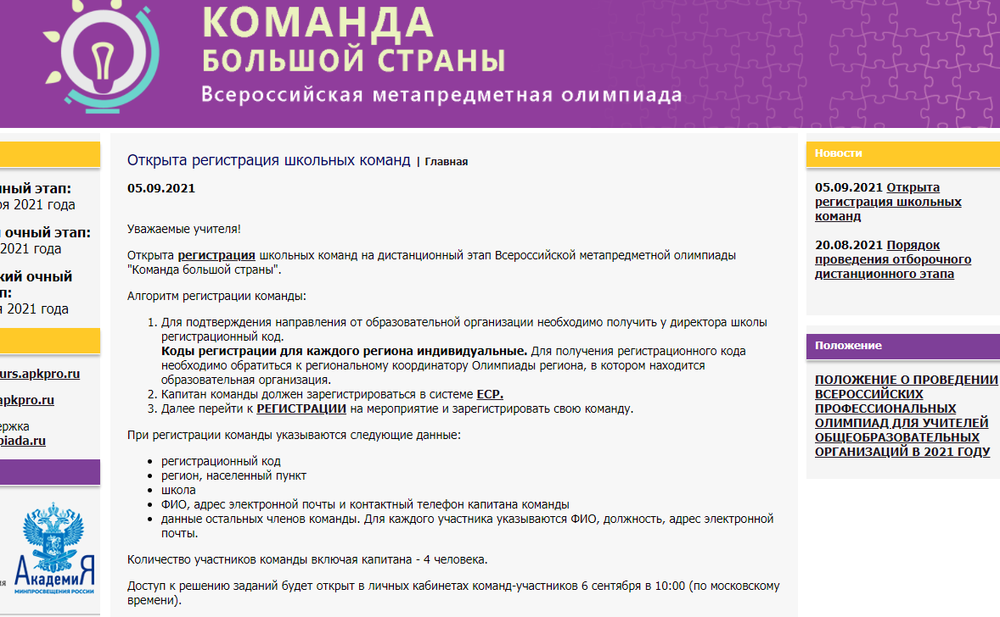 КОМАНДА
БОЛЬШОЙ СТРАНЫ
Всероссийская метапредметная олимпиада
ный этап:
2021 года
очный этап:
2021 года
кий очный
п:
2021 года
urs.apkpro.ru
apkpro.ru
ержка
piada.ru
АкадемиЯ
МИНПРОСВЕЩЕНИЯ РОССИИ
Открыта регистрация школьных команд | Главная
05.09.2021
Уважаемые учителя!
Открыта регистрация школьных команд на дистанционный этап Всероссийской метапредметной олимпиады
"Команда большой страны".
Алгоритм регистрации команды:
1. Для подтверждения направления от образовательной организации необходимо получить у директора школы
регистрационный код.
Коды регистрации для каждого региона индивидуальные. Для получения регистрационного кода
необходимо обратиться к региональному координатору Олимпиады региона, в котором находится
образовательная организация.
2. Капитан команды должен зарегистрироваться в системе ЕСР.
3. Далее перейти к РЕГИСТРАЦИИ на мероприятие и зарегистрировать свою команду.
При регистрации команды указываются следующие данные:
• регистрационный код
• регион, населенный пункт
• школа
• ФИО, адрес электронной почты и контактный телефон капитана команды
• данные остальных членов команды. Для каждого участника указываются ФИО, должность, адрес электронной
почты.
Количество участников команды включая капитана - 4 человека.
Доступ к решению заданий будет открыт в личных кабинетах команд-участников 6 сентября в 10:00 (по московскому
времени).
Новости
05.09.2021 Открыта
регистрация школьных
команд
20.08.2021 Порядок
проведения отборочного
дистанционного этапа
Положение
ПОЛОЖЕНИЕ О ПРОВЕДЕНИИ
ВСЕРОССИЙСКИХ
ПРОФЕССИОНАЛЬНЫХ
ОЛИМПИАД ДЛЯ УЧИТЕЛЕЙ
ОБЩЕОБРАЗОВАТЕЛЬНЫХ
ОРГАНИЗАЦИЙ В 2021 ГОДУ